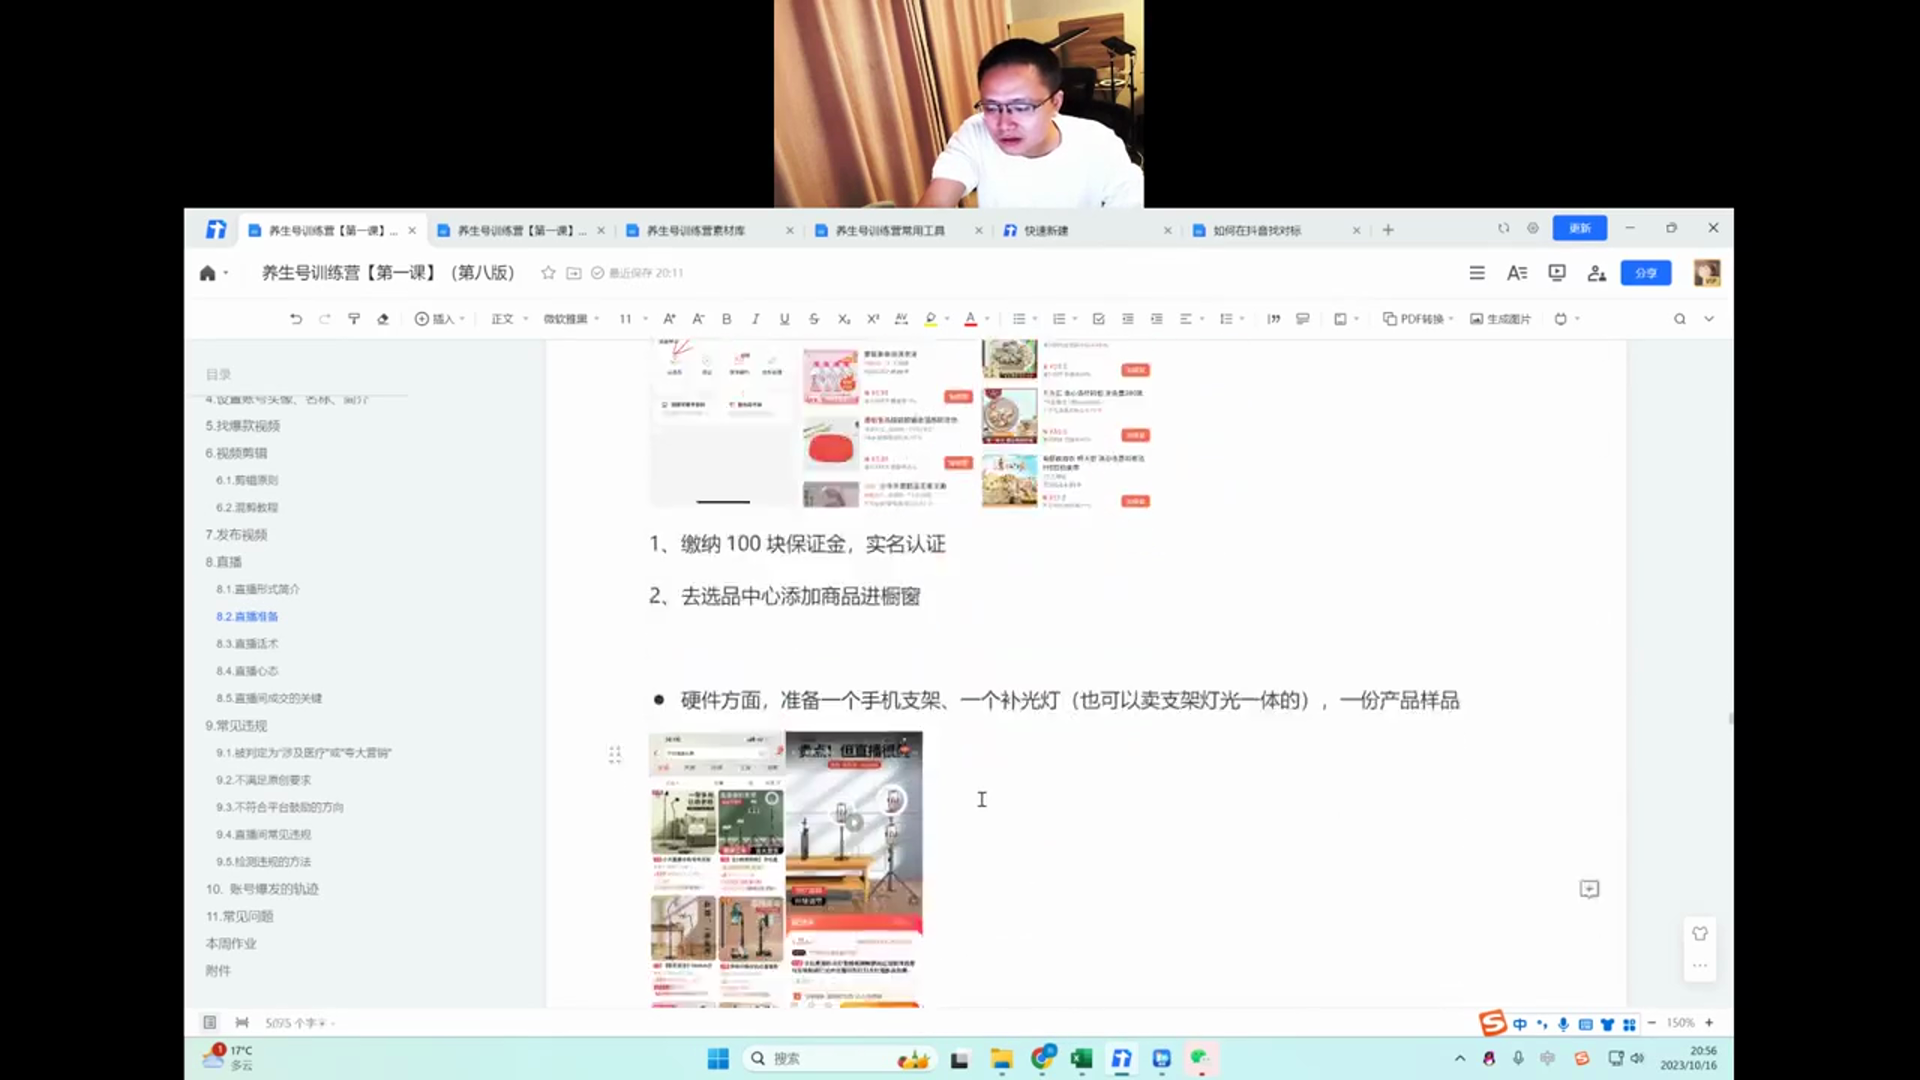 养生号训练营【第一课】...
养生号训练营【第一课】...
养生号训练营素材库
养生号训练营常用工具
快速新建
如何在抖音找对标
更新
养生号训练营【第一课】（第八版）
最近保存 20:11
分享
插入
正文
微软雅黑
11
PDF转换
生成图片
目录
4.设置账号头像、名称、简介
5.找爆款视频
6.视频剪辑
6.1.剪辑原则
6.2.混剪教程
7.发布视频
8.直播
8.1.直播形式简介
8.2.直播准备
8.3.直播话术
8.4.直播心态
8.5.直播间成交的关键
9.常见违规
9.1.被判定为“涉及医疗”或“夸大营销”
9.2.不满足原创要求
9.3.不符合平台鼓励的方向
9.4.直播间常见违规
9.5.检测违规的方法
10. 账号爆发的轨迹
11.常见问题
本周作业
附件
1、缴纳 100 块保证金，实名认证
2、去选品中心添加商品进橱窗
● 硬件方面，准备一个手机支架、一个补光灯（也可以卖支架灯光一体的），一份产品样品
个字
中
150%
17°C
多云
搜索
20:56
2023/10/16